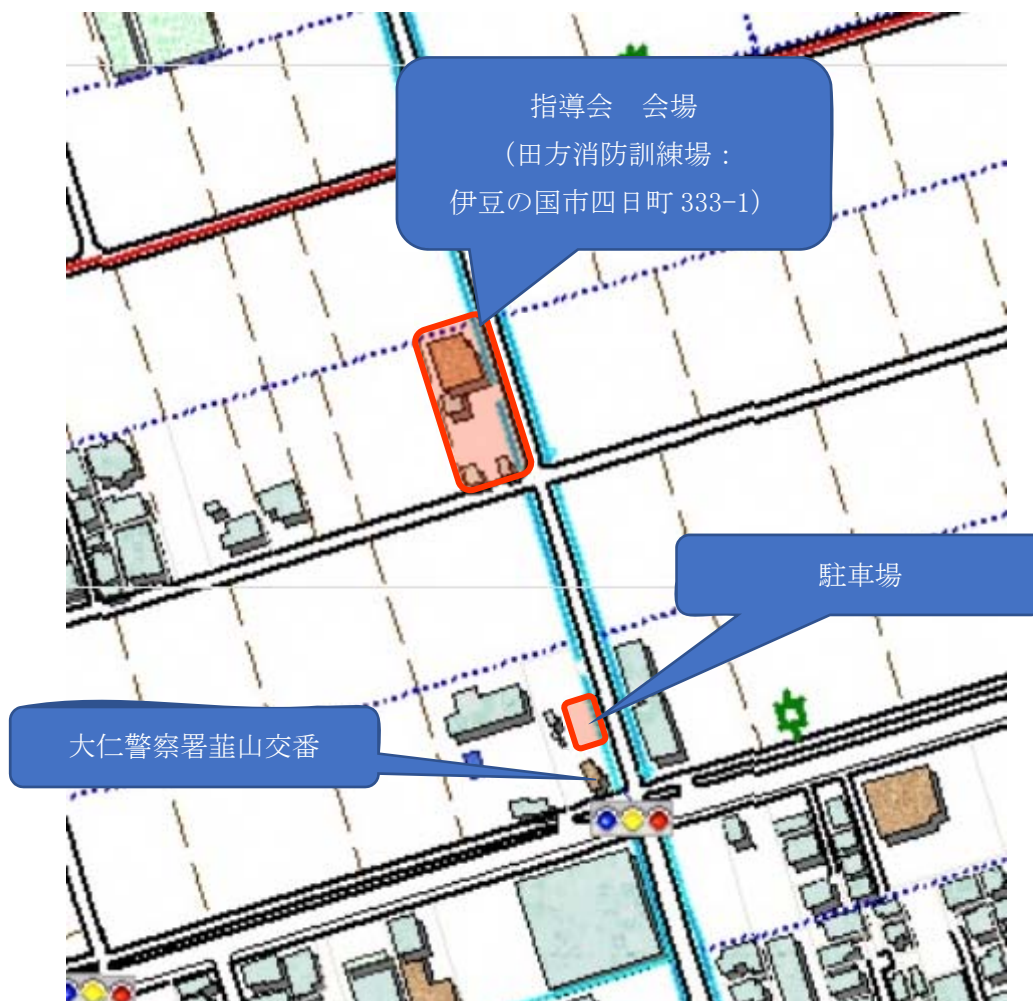 指導会　会場
（田方消防訓練場：
伊豆の国市四日町 333-1）
駐車場
大仁警察署韮山交番